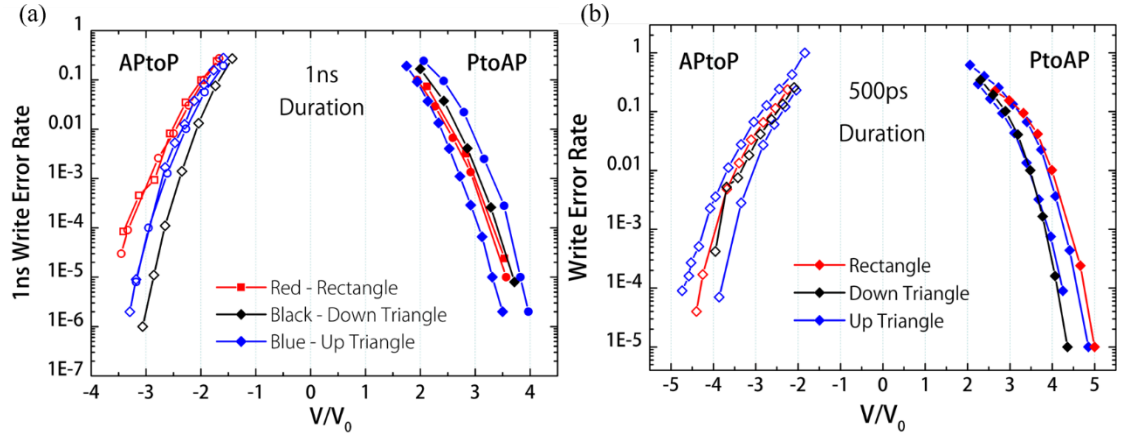 (a)
1ns Write Error Rate
1
0.1
0.01
1E-3
1E-4
1E-5
1E-6
1E-7
APtoP
1ns
Duration
PtoAP
Red - Rectangle
Black - Down Triangle
Blue - Up Triangle
-4 -3 -2 -1 0 1 2 3 4
V/V0
(b)
Write Error Rate
1
0.1
0.01
1E-3
1E-4
1E-5
APtoP
500ps
Duration
PtoAP
Rectangle
Down Triangle
Up Triangle
-5 -4 -3 -2 -1 0 1 2 3 4 5
V/V0